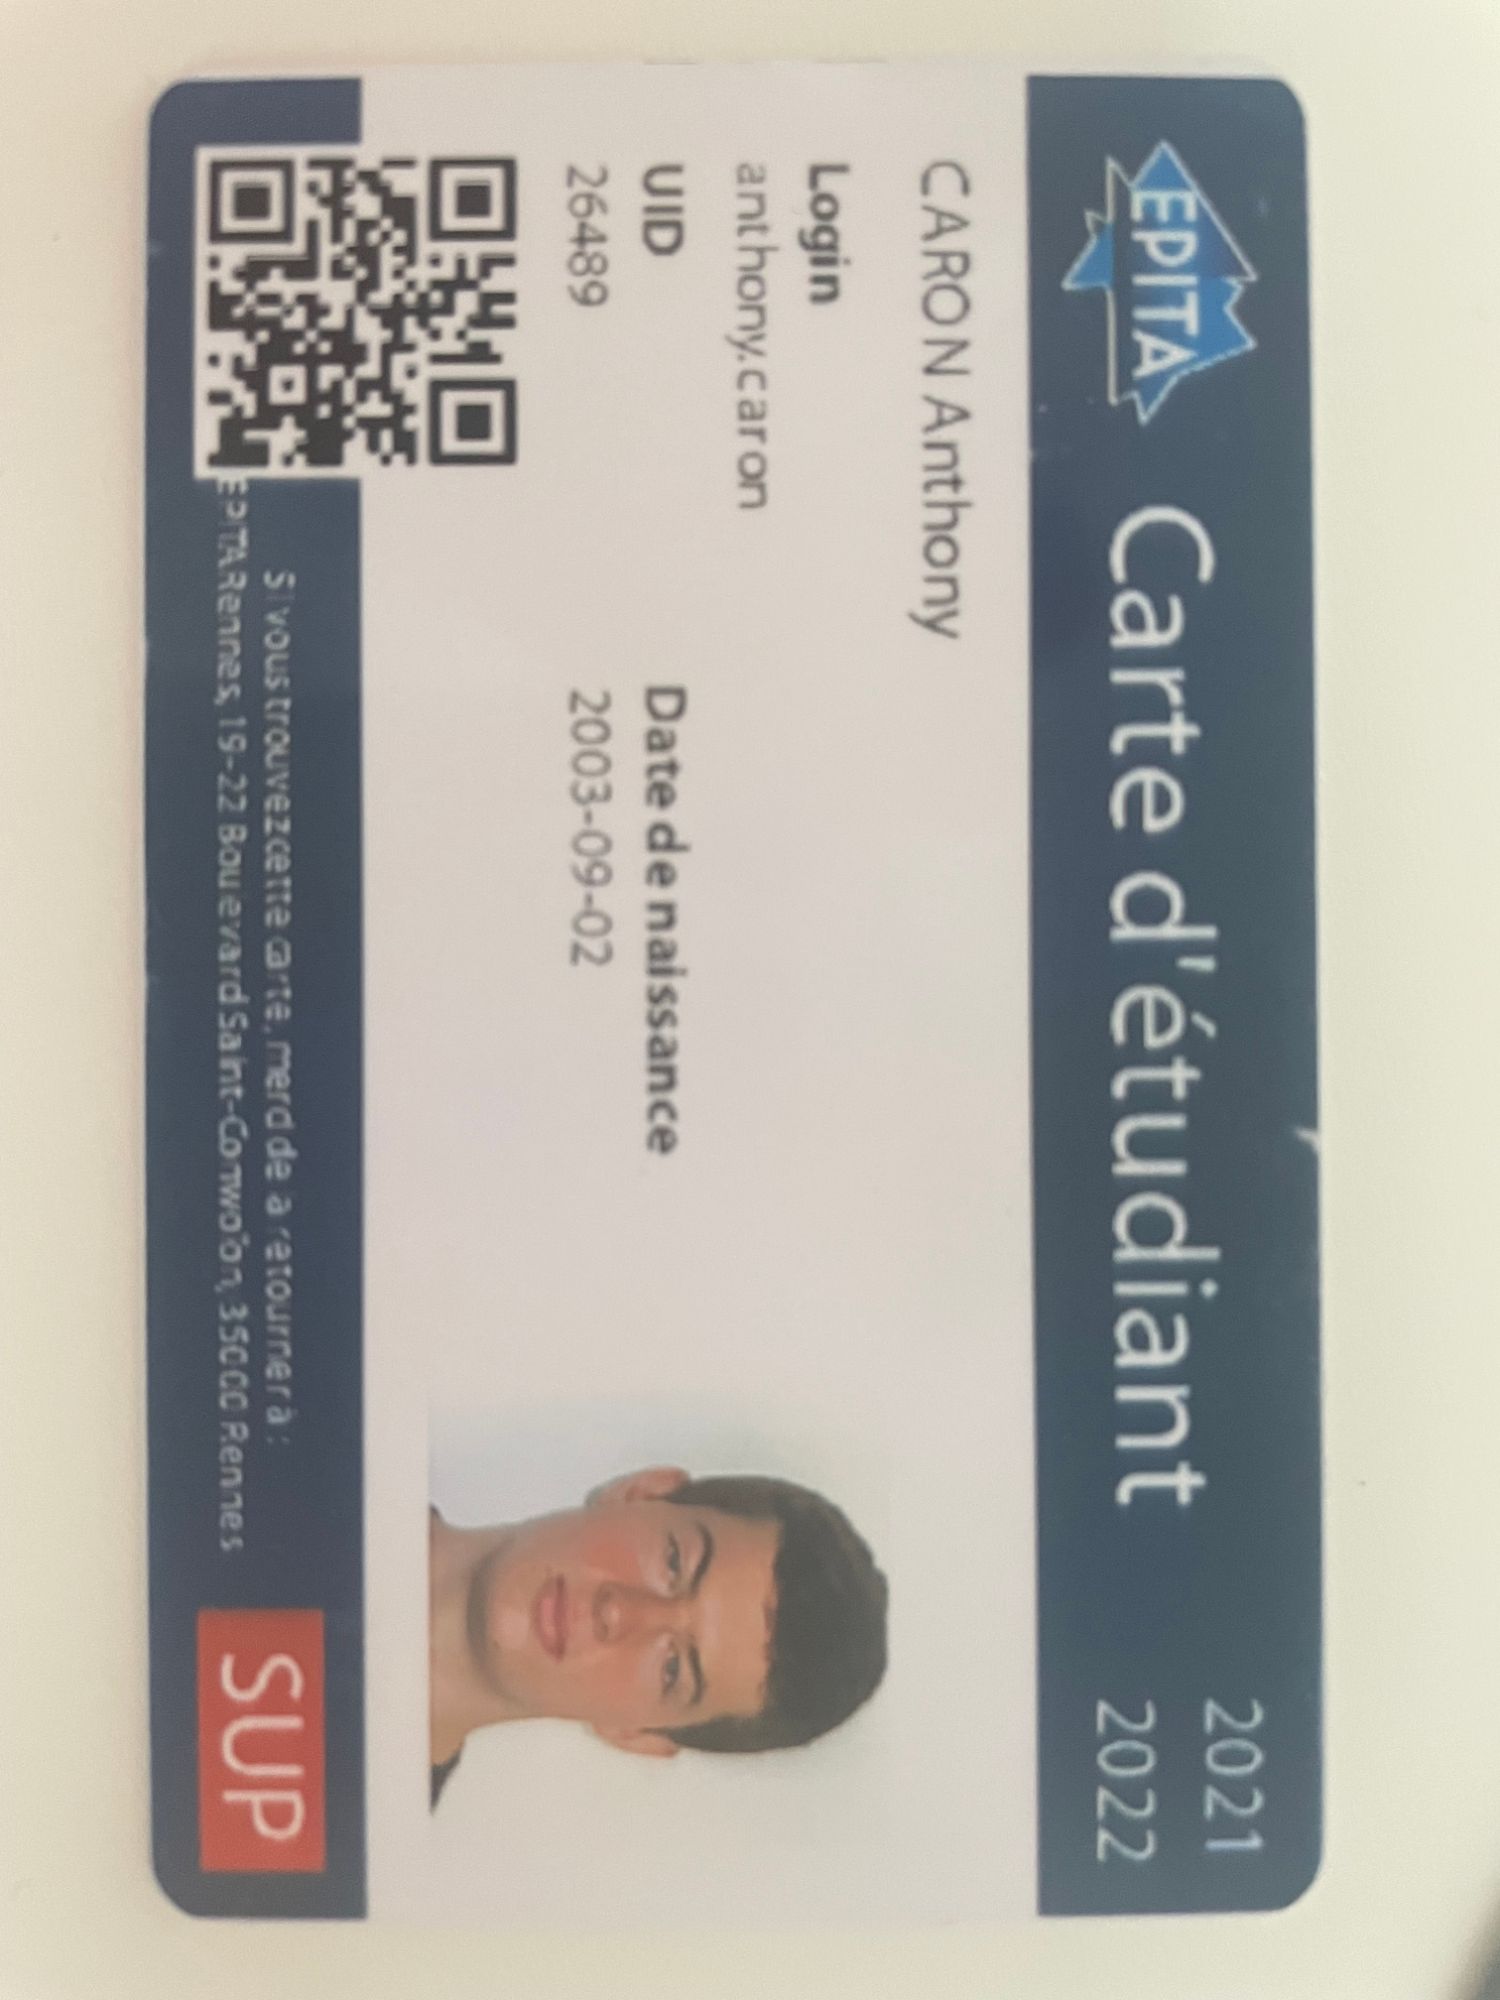 EPITA
Carte d'étudiant
2021
2022
CARON Anthony
Login
anthony.caron
UID
26489
Date de naissance
2003-09-02
Si vous trouvez cette carte, merci de la retourner à :
EPITA Rennes, 19-22 Boulevard Saint-Conwoïon, 35000 Rennes
SUP